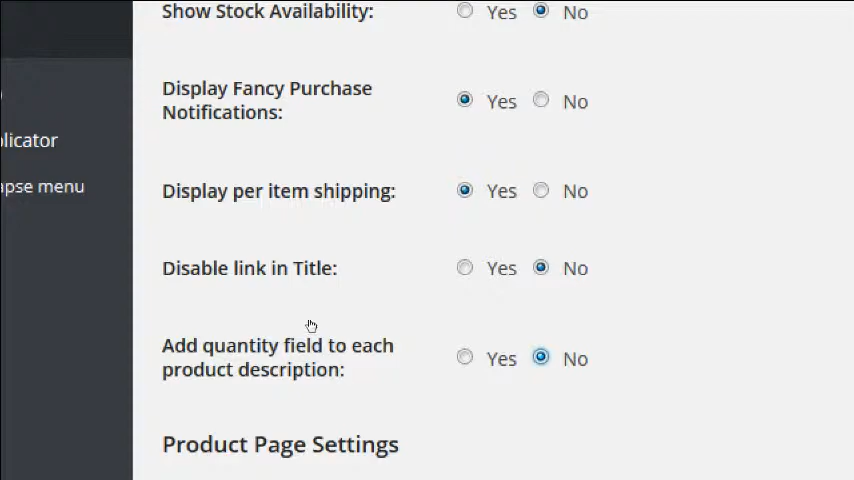 Show Stock Availability: Yes No
Display Fancy Purchase
Notifications: Yes No
plicator
Display per item shipping: Yes No
apse menu
Disable link in Title: Yes No
Add quantity field to each
product description: Yes No
Product Page Settings